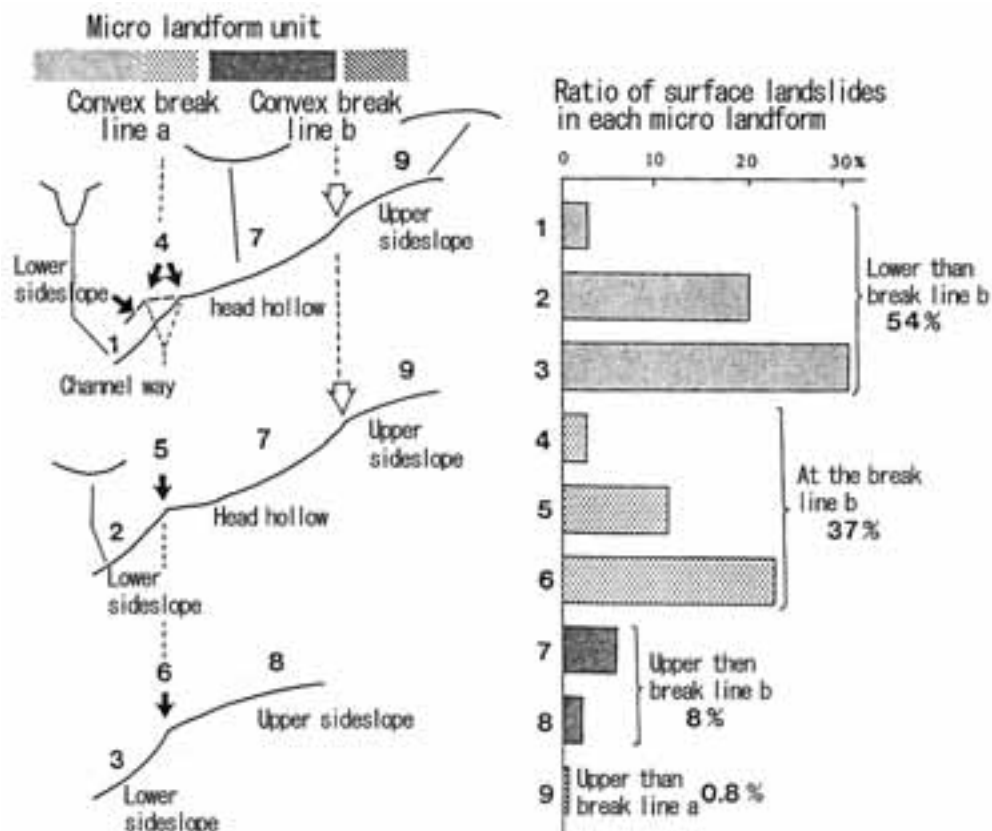 Micro landform unit
Convex break
line a
Convex break
line b
9
4
7
Upper
sideslope
Lower
sideslope
head hollow
1
Channel way
9
5
7
Upper
sideslope
2
Head hollow
Lower
sideslope
6
8
Upper sideslope
3
Lower
sideslope
Ratio of surface landslides
in each micro landform
0 10 20 30%
1
2
3
Lower than
break line b
54%
4
5
6
At the break
line b
37%
7
8
Upper then
break line b
8%
9
Upper than
break line a 0.8%